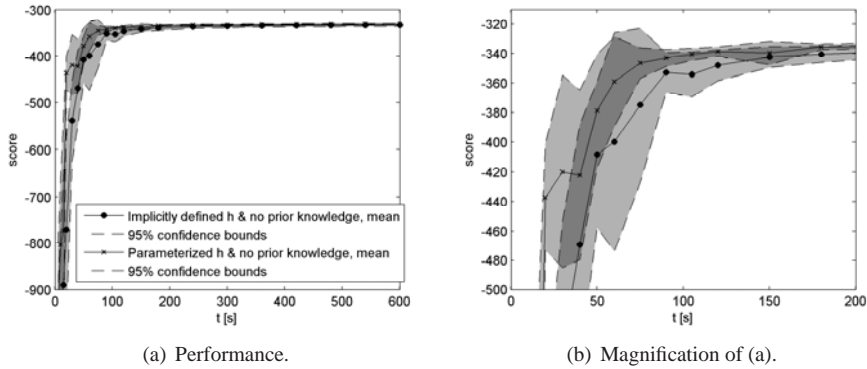 -300
-400
-500
-600
-700
-800
-900
score
0
100
200
300
400
500
600
t [s]
Implicitly defined h & no prior knowledge, mean
95% confidence bounds
Parameterized h & no prior knowledge, mean
95% confidence bounds
(a) Performance.
-320
-340
-360
-380
-400
-420
-440
-460
-480
-500
score
0
50
100
150
200
t [s]
(b) Magnification of (a).